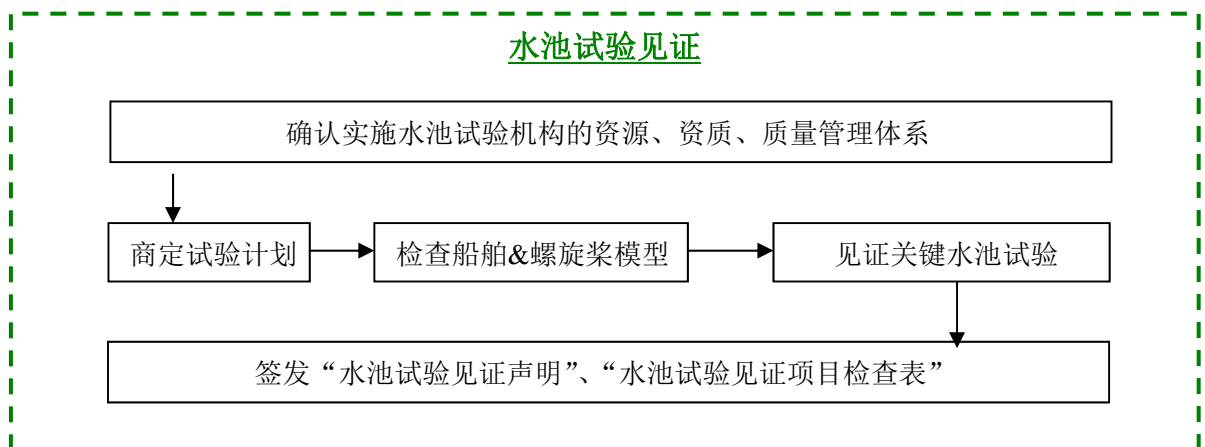 水池试验见证
确认实施水池试验机构的资源、资质、质量管理体系
商定试验计划
检查船舶&螺旋桨模型
见证关键水池试验
签发“水池试验见证声明”、“水池试验见证项目检查表”